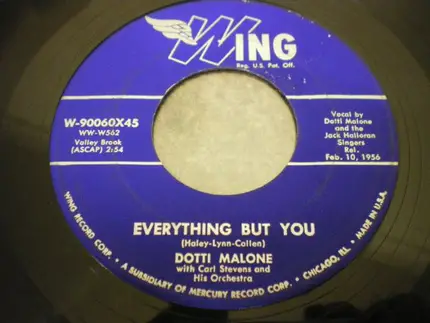 WING
Reg. U.S. Pat. Off.
W-90060X45
WW-W562
Valley Brook
(ASCAP) 2:54
Vocal by
Dotti Malone
and the
Jack Halloran
Singers
Rel.
Feb. 10, 1956
EVERYTHING BUT YOU
(Haley-Lynn-Collen)
DOTTI MALONE
with Carl Stevens and
His Orchestra
WING RECORD CORP. • A SUBSIDIARY OF MERCURY RECORD CORP. • CHICAGO, ILL. • MADE IN U.S.A.